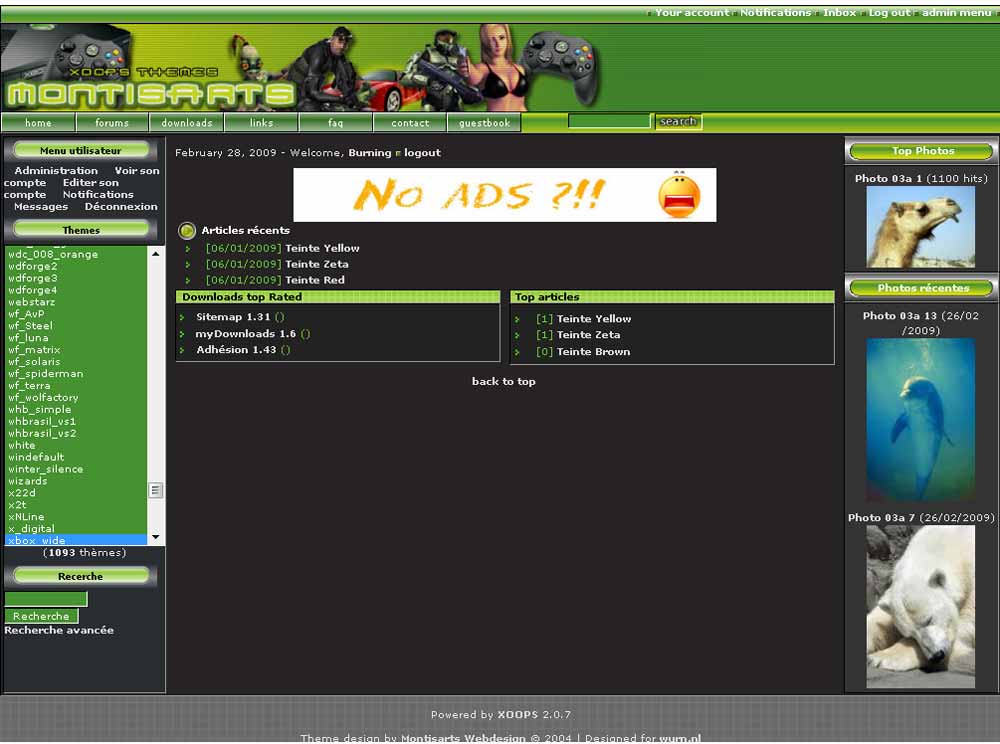 Your account Notifications Inbox Log out admin menu
XOOPS THEMES
MONTISARTS
home forums downloads links faq contact guestbook search
Menu utilisateur
Administration Voir son
compte Editer son
compte Notifications
Messages Déconnexion
Themes
wdc_008_orange
wdforge2
wdforge3
wdforge4
webstarz
wf_AvP
wf_Steel
wf_luna
wf_matrix
wf_solaris
wf_spiderman
wf_terra
wf_wolfactory
whb_simple
whbrasil_vs1
whbrasil_vs2
white
windefault
winter_silence
wizards
x22d
x2t
xNLine
x_digital
xbox_wide
(1093 thèmes)
Recerche
Recherche
Recherche avancée
February 28, 2009 - Welcome, Burning logout
No ADS ?!!
Articles récents
[06/01/2009] Teinte Yellow
[06/01/2009] Teinte Zeta
[06/01/2009] Teinte Red
Downloads top Rated
Sitemap 1.31 ()
myDownloads 1.6 ()
Adhésion 1.43 ()
Top articles
[1] Teinte Yellow
[1] Teinte Zeta
[0] Teinte Brown
back to top
Top Photos
Photo 03a 1 (1100 hits)
Photos récentes
Photo 03a 13 (26/02
/2009)
Photo 03a 7 (26/02/2009)
Powered by XOOPS 2.0.7
Theme design by Montisarts Webdesign © 2004 | Designed for wurn.nl